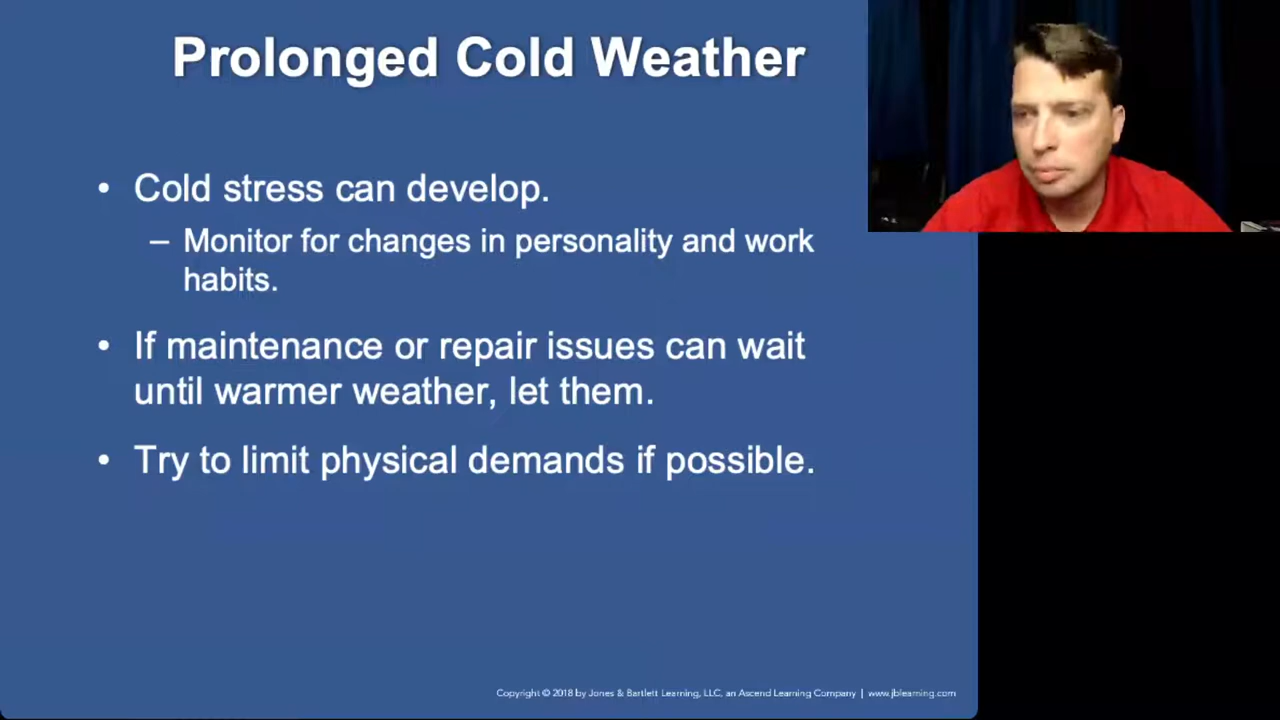 Prolonged Cold Weather
• Cold stress can develop.
– Monitor for changes in personality and work
habits.
• If maintenance or repair issues can wait
until warmer weather, let them.
• Try to limit physical demands if possible.
Copyright © 2018 by Jones & Bartlett Learning, LLC, an Ascend Learning Company | www.jblearning.com